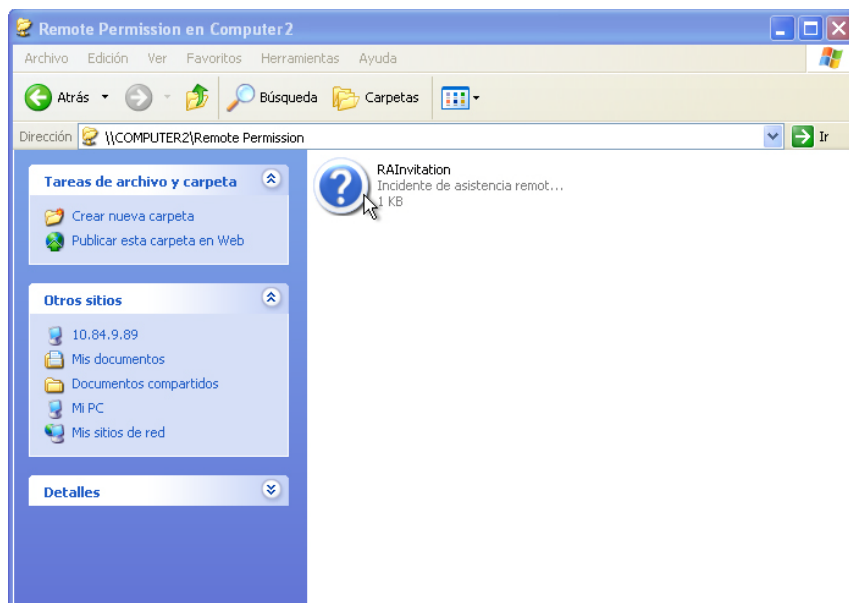 Remote Permission en Computer2
Archivo Edición Ver Favoritos Herramientas Ayuda
Atrás Búsqueda Carpetas
Dirección \\COMPUTER2\Remote Permission Ir
Tareas de archivo y carpeta
Crear nueva carpeta
Publicar esta carpeta en Web
Otros sitios
10.84.9.89
Mis documentos
Documentos compartidos
Mi PC
Mis sitios de red
Detalles
RAInvitation
Incidente de asistencia remot...
1 KB